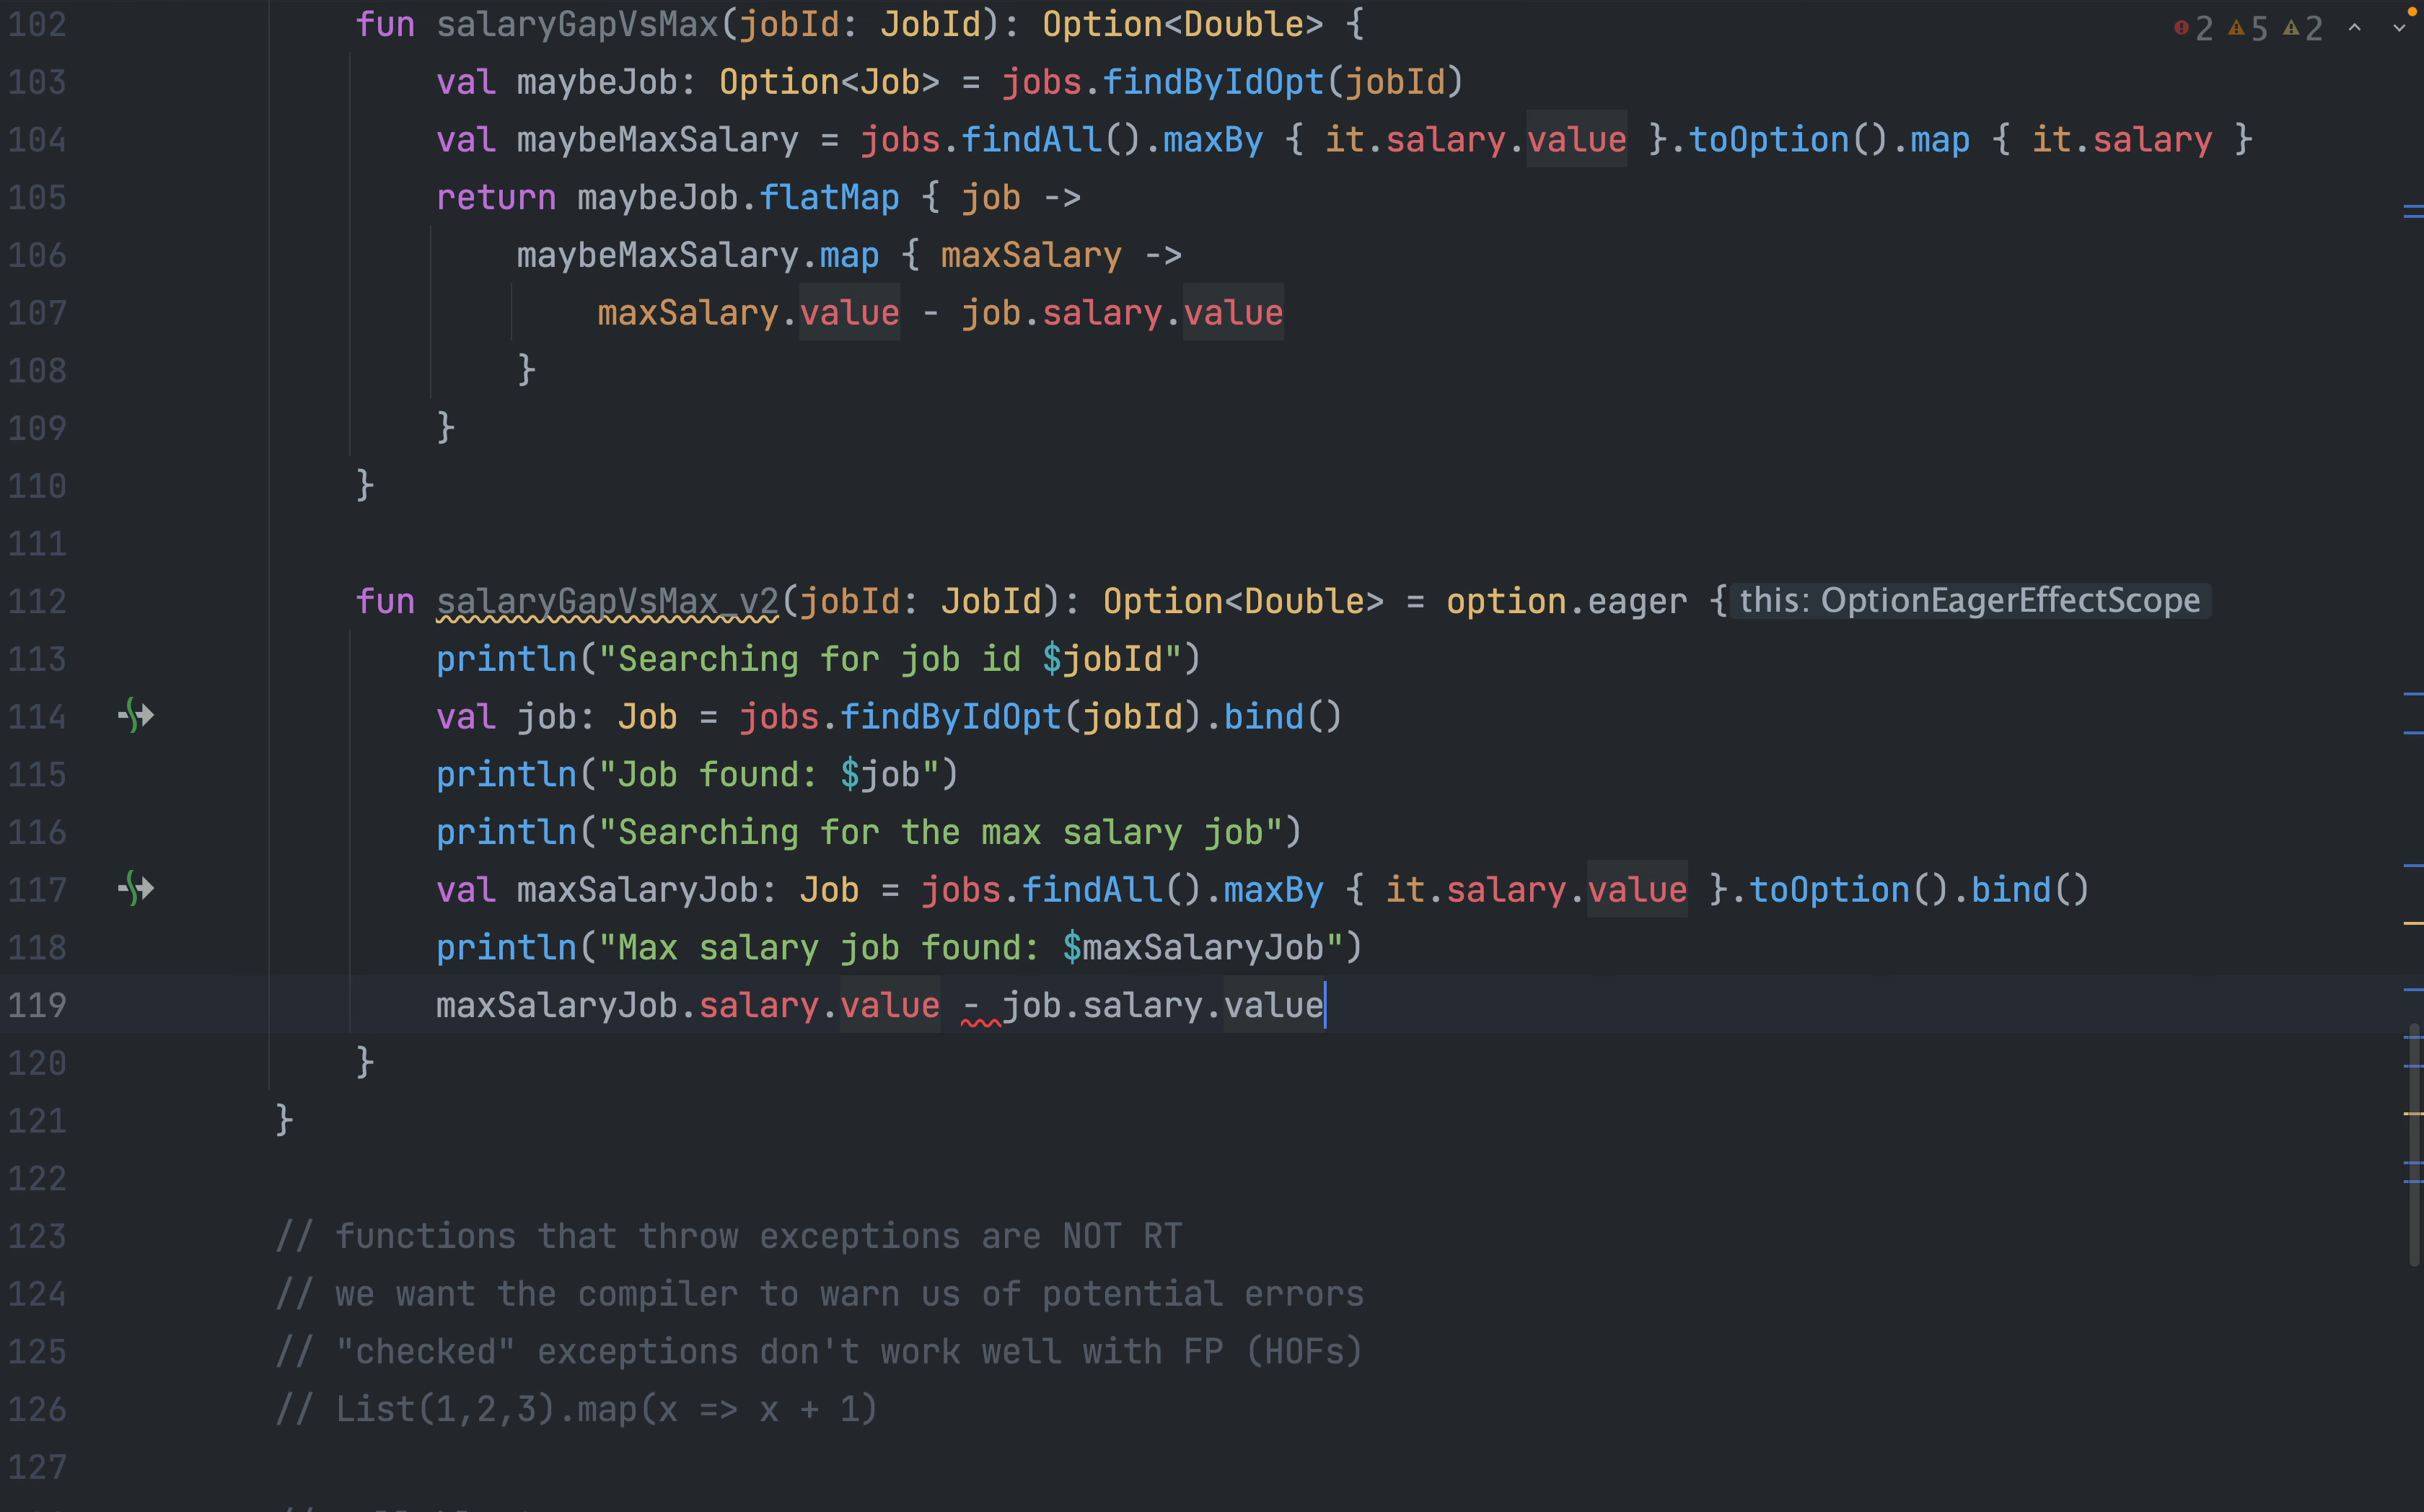 102 fun salaryGapVsMax(jobId: JobId): Option<Double> { 2 5 2
103 val maybeJob: Option<Job> = jobs.findByIdOpt(jobId)
104 val maybeMaxSalary = jobs.findAll().maxBy { it.salary.value }.toOption().map { it.salary }
105 return maybeJob.flatMap { job ->
106 maybeMaxSalary.map { maxSalary ->
107 maxSalary.value - job.salary.value
108 }
109 }
110 }
111
112 fun salaryGapVsMax_v2(jobId: JobId): Option<Double> = option.eager { this: OptionEagerEffectScope
113 println("Searching for job id $jobId")
114 val job: Job = jobs.findByIdOpt(jobId).bind()
115 println("Job found: $job")
116 println("Searching for the max salary job")
117 val maxSalaryJob: Job = jobs.findAll().maxBy { it.salary.value }.toOption().bind()
118 println("Max salary job found: $maxSalaryJob")
119 maxSalaryJob.salary.value - job.salary.value
120 }
121 }
122
123 // functions that throw exceptions are NOT RT
124 // we want the compiler to warn us of potential errors
125 // "checked" exceptions don't work well with FP (HOFs)
126 // List(1,2,3).map(x => x + 1)
127